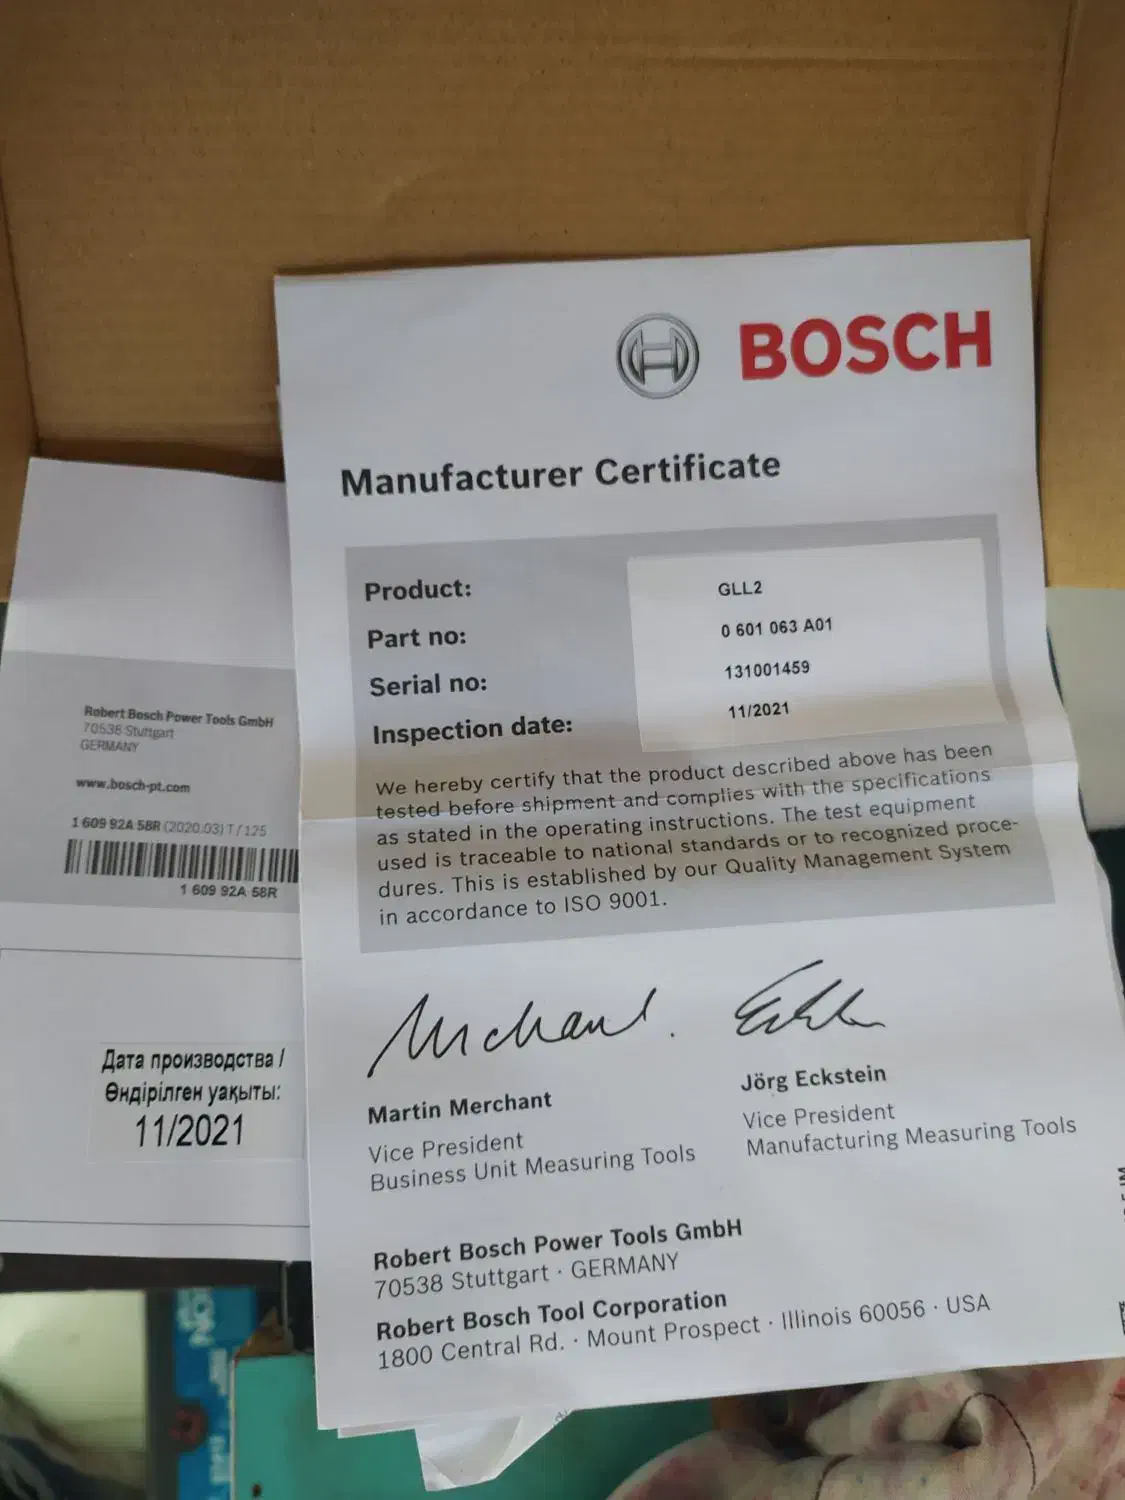 BOSCH
Manufacturer Certificate
Product: GLL2
Part no: 0 601 063 A01
Serial no: 131001459
Inspection date: 11/2021
We hereby certify that the product described above has been
tested before shipment and complies with the specifications
as stated in the operating instructions. The test equipment
used is traceable to national standards or to recognized proce-
dures. This is established by our Quality Management System
in accordance to ISO 9001.
Martin Merchant
Vice President
Business Unit Measuring Tools
Jörg Eckstein
Vice President
Manufacturing Measuring Tools
Robert Bosch Power Tools GmbH
70538 Stuttgart · GERMANY
Robert Bosch Tool Corporation
1800 Central Rd. · Mount Prospect · Illinois 60056 · USA
Robert Bosch Power Tools GmbH
70538 Stuttgart
GERMANY
www.bosch-pt.com
1 609 92A 58R (2020.03) T / 125
1 609 92A 58R
Дата производства /
Өндірілген уақыты:
11/2021